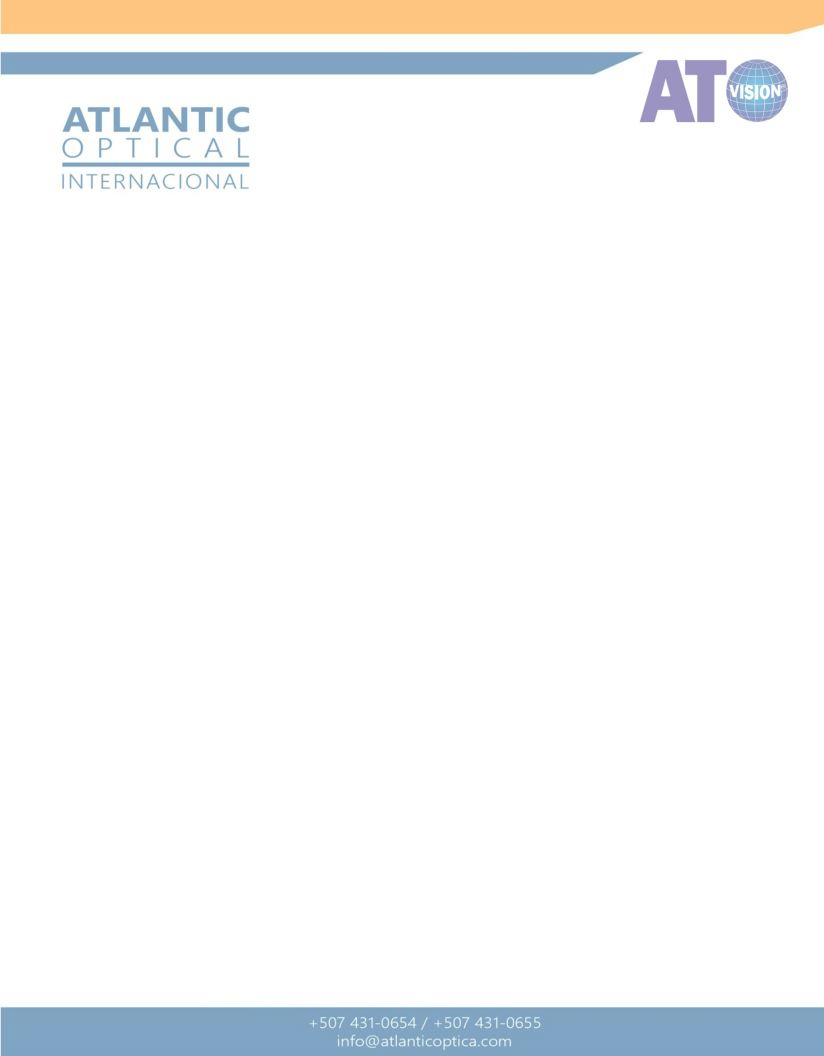 AT VISION
ATLANTIC
OPTICAL
INTERNACIONAL
+507 431-0654 / +507 431-0655
info@atlanticoptica.com